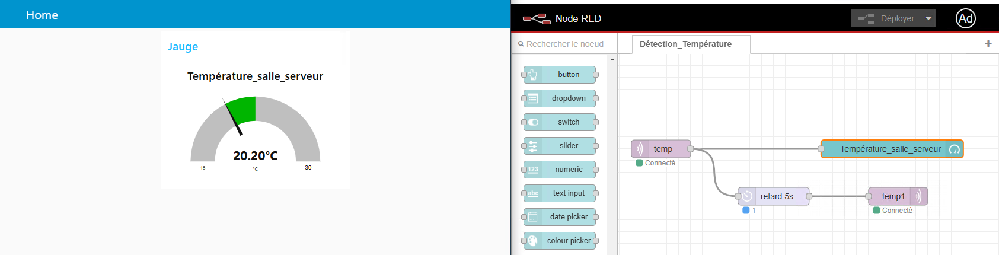 Home
Jauge
Température_salle_serveur
20.20°C
15
°C
30
Node-RED
Déployer
Ad
Rechercher le noeud
Détection_Température
+
button
dropdown
switch
slider
123 numeric
abc text input
date picker
colour picker
temp
Connecté
Température_salle_serveur
retard 5s
1
temp1
Connecté